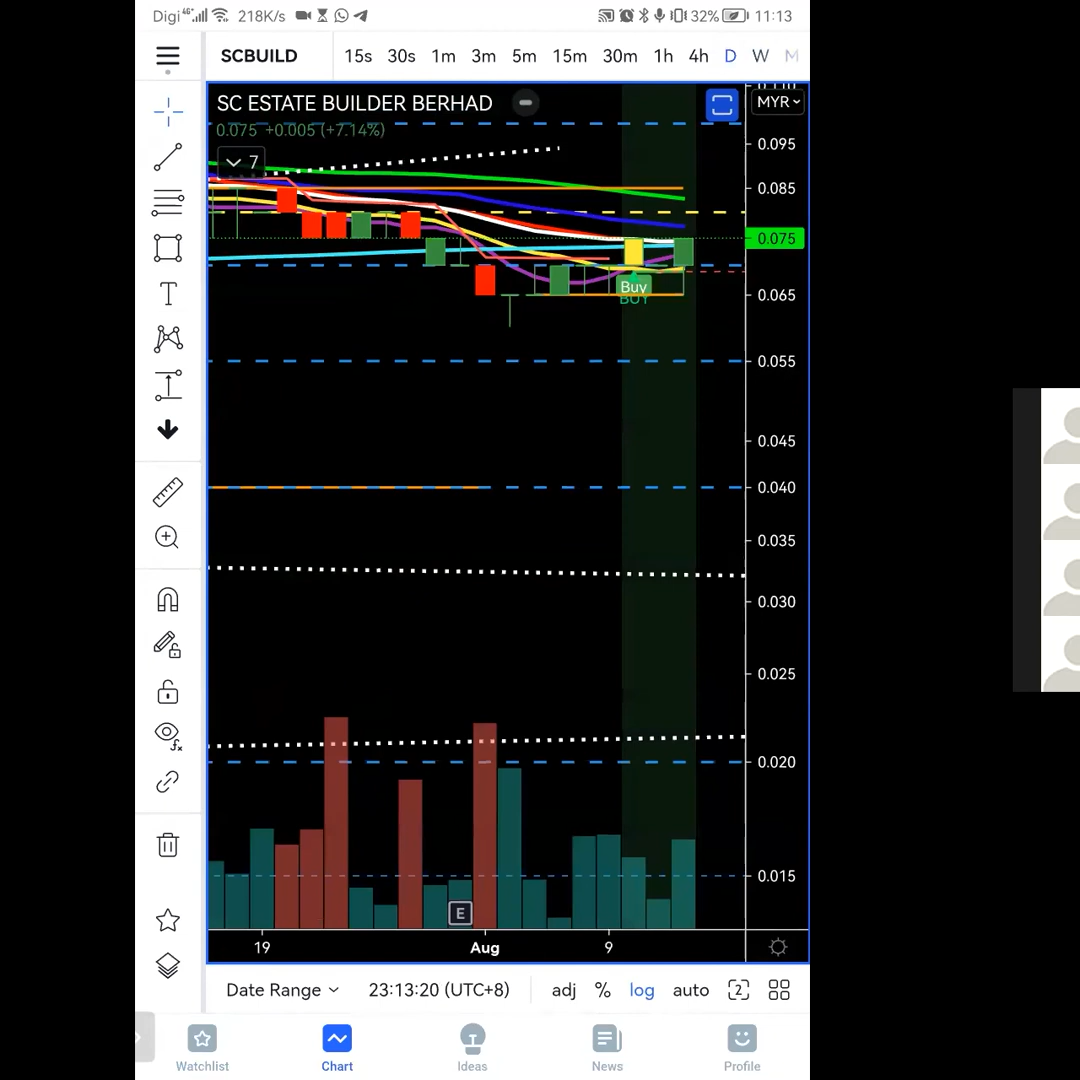 Digi 4G 218K/s 32% 11:13
SCBUILD 15s 30s 1m 3m 5m 15m 30m 1h 4h D W M
SC ESTATE BUILDER BERHAD
MYR
0.075 +0.005 (+7.14%)
7
0.095
0.085
0.075
0.065
0.055
0.045
0.040
0.035
0.030
0.025
0.020
0.015
Buy
BUY
E
19 Aug 9
Date Range 23:13:20 (UTC+8) adj % log auto 2
Watchlist Chart Ideas News Profile